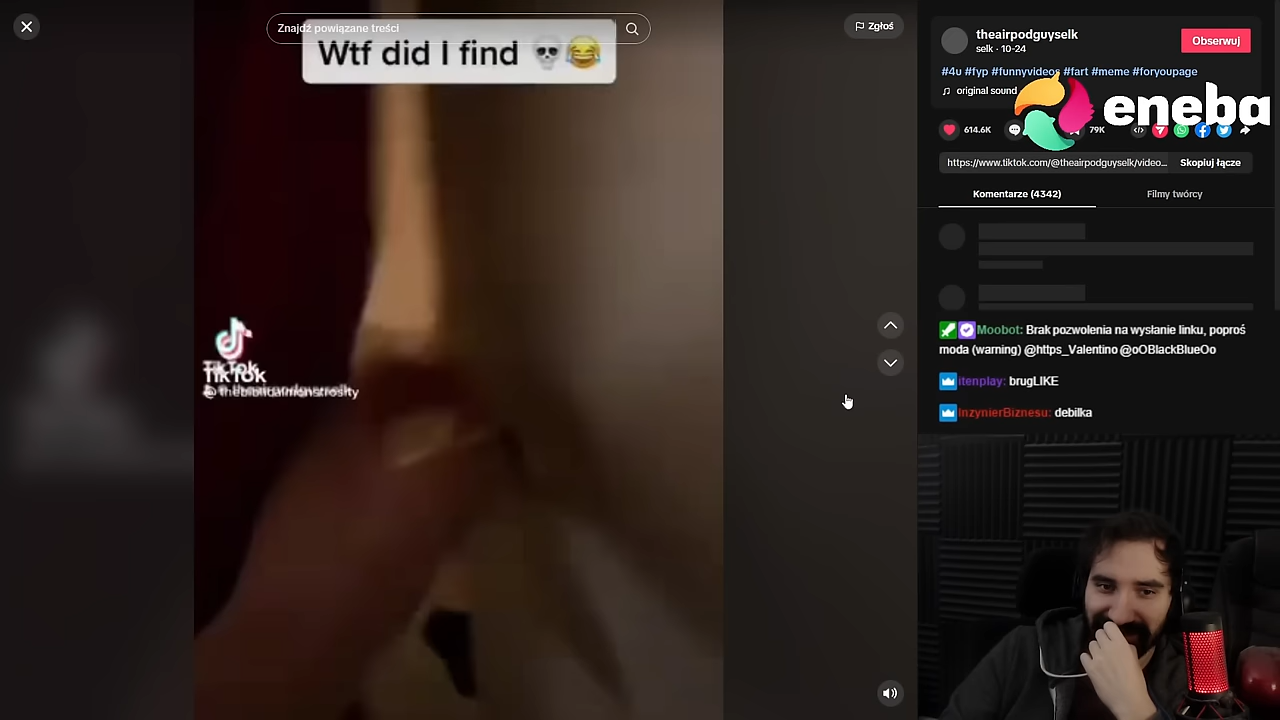 Znajdź powiązane treści
Zgłoś
Wtf did I find 💀😂
TikTok
TikTok
theairpodguyselk
selk · 10-24
Obserwuj
#4u #fyp #funnyvideos #fart #meme #foryoupage
original sound
eneba
614.6K
79K
https://www.tiktok.com/@theairpodguyselk/video...
Skopiuj łącze
Komentarze (4342)
Filmy twórcy
Moobot: Brak pozwolenia na wysłanie linku, poproś
moda (warning) @https_Valentino @oOBlackBlueOo
itenplay: brugLIKE
InzynierBiznesu: debilka